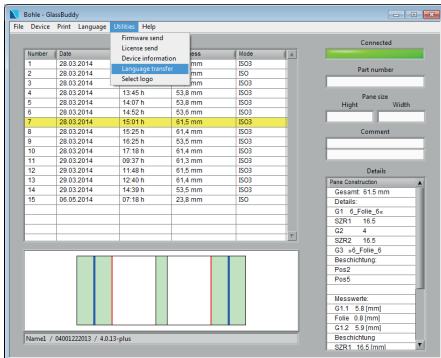 Bohle - GlassBuddy
File Device Print Language Utilities Help
Firmware send
License send
Device information
Language transfer
Select logo
Connected
Part number
Pane size
Hight Width
Comment
Details
Number Date Mode
1 28.03.2014 ISO3
2 28.03.2014 ISO
3 28.03.2014 ISO3
4 28.03.2014 13:45 h 53,8 mm ISO3
5 28.03.2014 14:07 h 53,8 mm ISO3
6 28.03.2014 14:52 h 53,6 mm ISO3
7 28.03.2014 15:01 h 61,5 mm ISO3
8 28.03.2014 15:25 h 61,4 mm ISO3
9 28.03.2014 16:25 h 53,5 mm ISO3
10 28.03.2014 17:18 h 61,4 mm ISO3
11 29.03.2014 09:37 h 61,3 mm ISO3
12 29.03.2014 11:48 h 61,5 mm ISO3
13 29.03.2014 12:40 h 61,4 mm ISO3
14 29.03.2014 14:39 h 53,5 mm ISO3
15 06.05.2014 07:18 h 23,8 mm ISO
Pane Construction
Gesamt: 61.5 mm
Details:
G1 6_Folie_6«
SZR1 16.5
G2 4
SZR2 16.5
G3 »6_Folie_6
Beschichtung:
Pos2
Pos5
Messwerte:
G1.1 5.8 [mm]
Folie 0.8 [mm]
G1.2 5.9 [mm]
Beschichtung
SZR1 16.5 [mm]
Name1 / 04001222013 / 4.0.13-plus